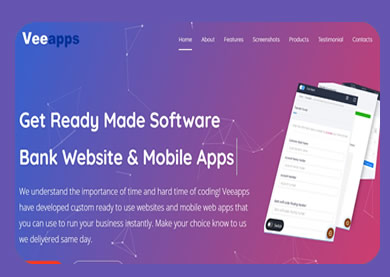 Veeapps
Home About Features Screenshots Products Testimonial Contacts
Get Ready Made Software
Bank Website & Mobile Apps
We understand the importance of time and hard time of coding! Veeapps
have developed custom ready to use websites and mobile web apps that
you can use to run your business instantly. Make your choice know to us
we delivered same day.